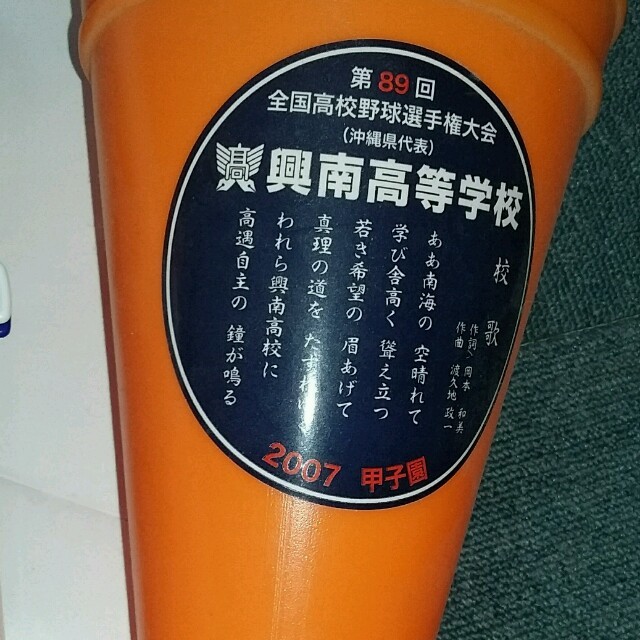 第89回
全国高校野球選手権大会
(沖縄県代表)
高 興南高等学校
校歌
作詞 岡本 和美
作曲 波久地 政一
ああ南海の 空晴れて
学び舎高く 聳え立つ
若き希望の 眉あげて
真理の道を たずね
われら興南高校に
高遇自主の 鐘が鳴る
2007 甲子園